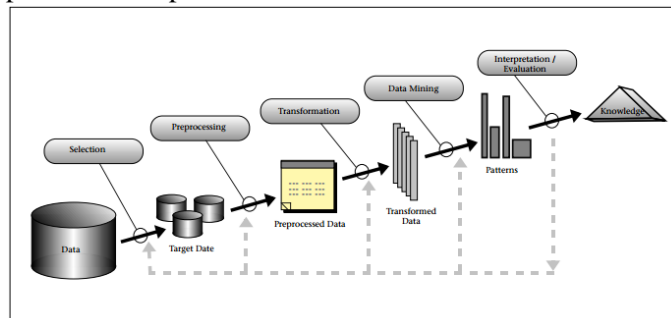 Interpretation /
Evaluation
Data Mining
Transformation
Preprocessing
Selection
Knowledge
Patterns
Transformed
Data
Preprocessed Data
Target Date
Data